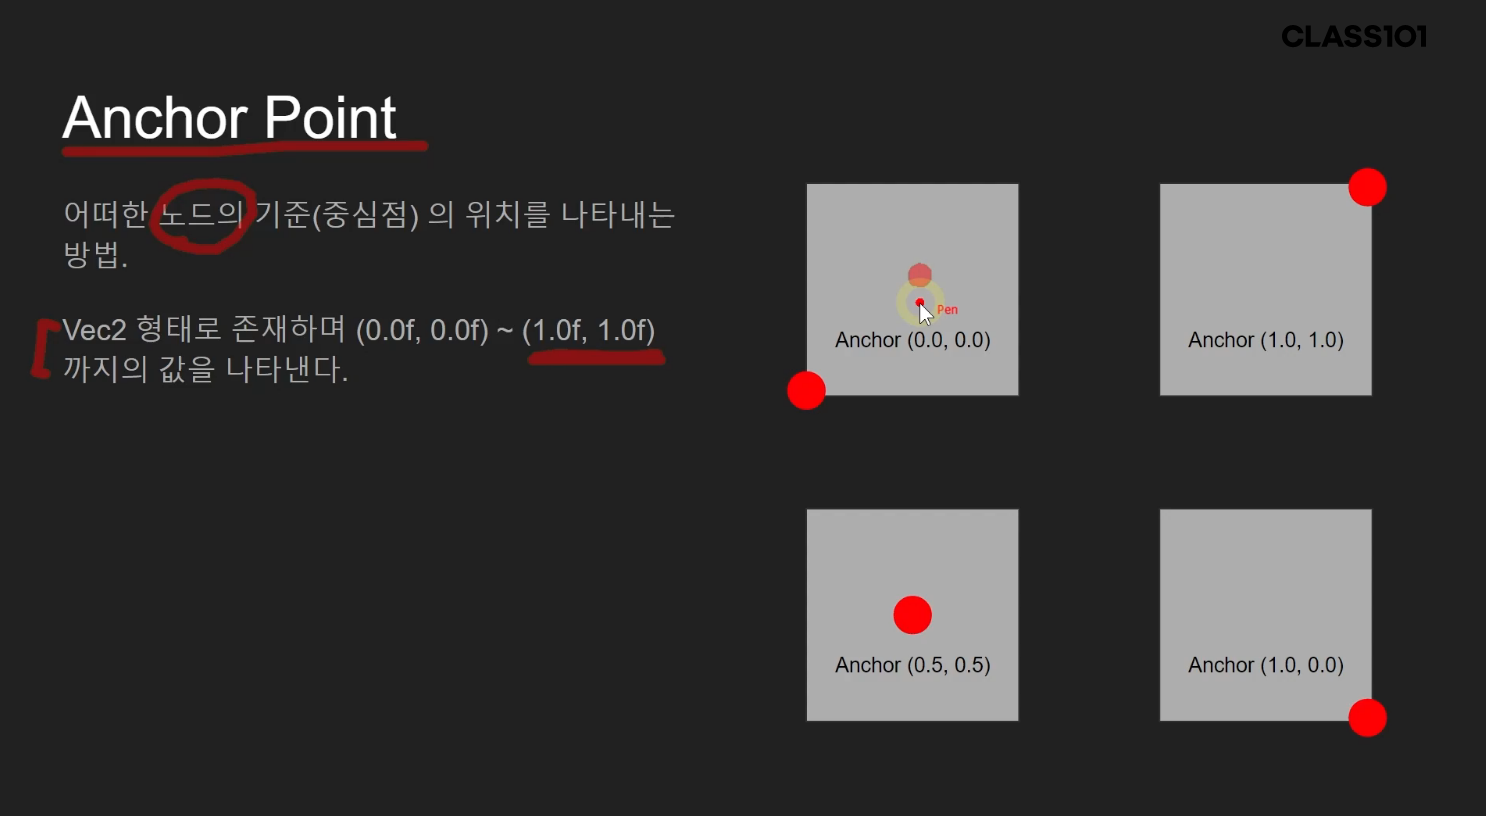 CLASS101
Anchor Point
어떠한 노드의 기준(중심점) 의 위치를 나타내는
방법.
Vec2 형태로 존재하며 (0.0f, 0.0f) ~ (1.0f, 1.0f)
까지의 값을 나타낸다.
Pen
Anchor (0.0, 0.0)
Anchor (1.0, 1.0)
Anchor (0.5, 0.5)
Anchor (1.0, 0.0)